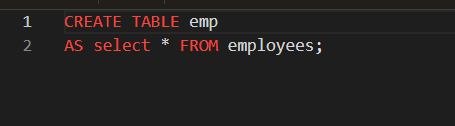 1 CREATE TABLE emp
2 AS select * FROM employees;